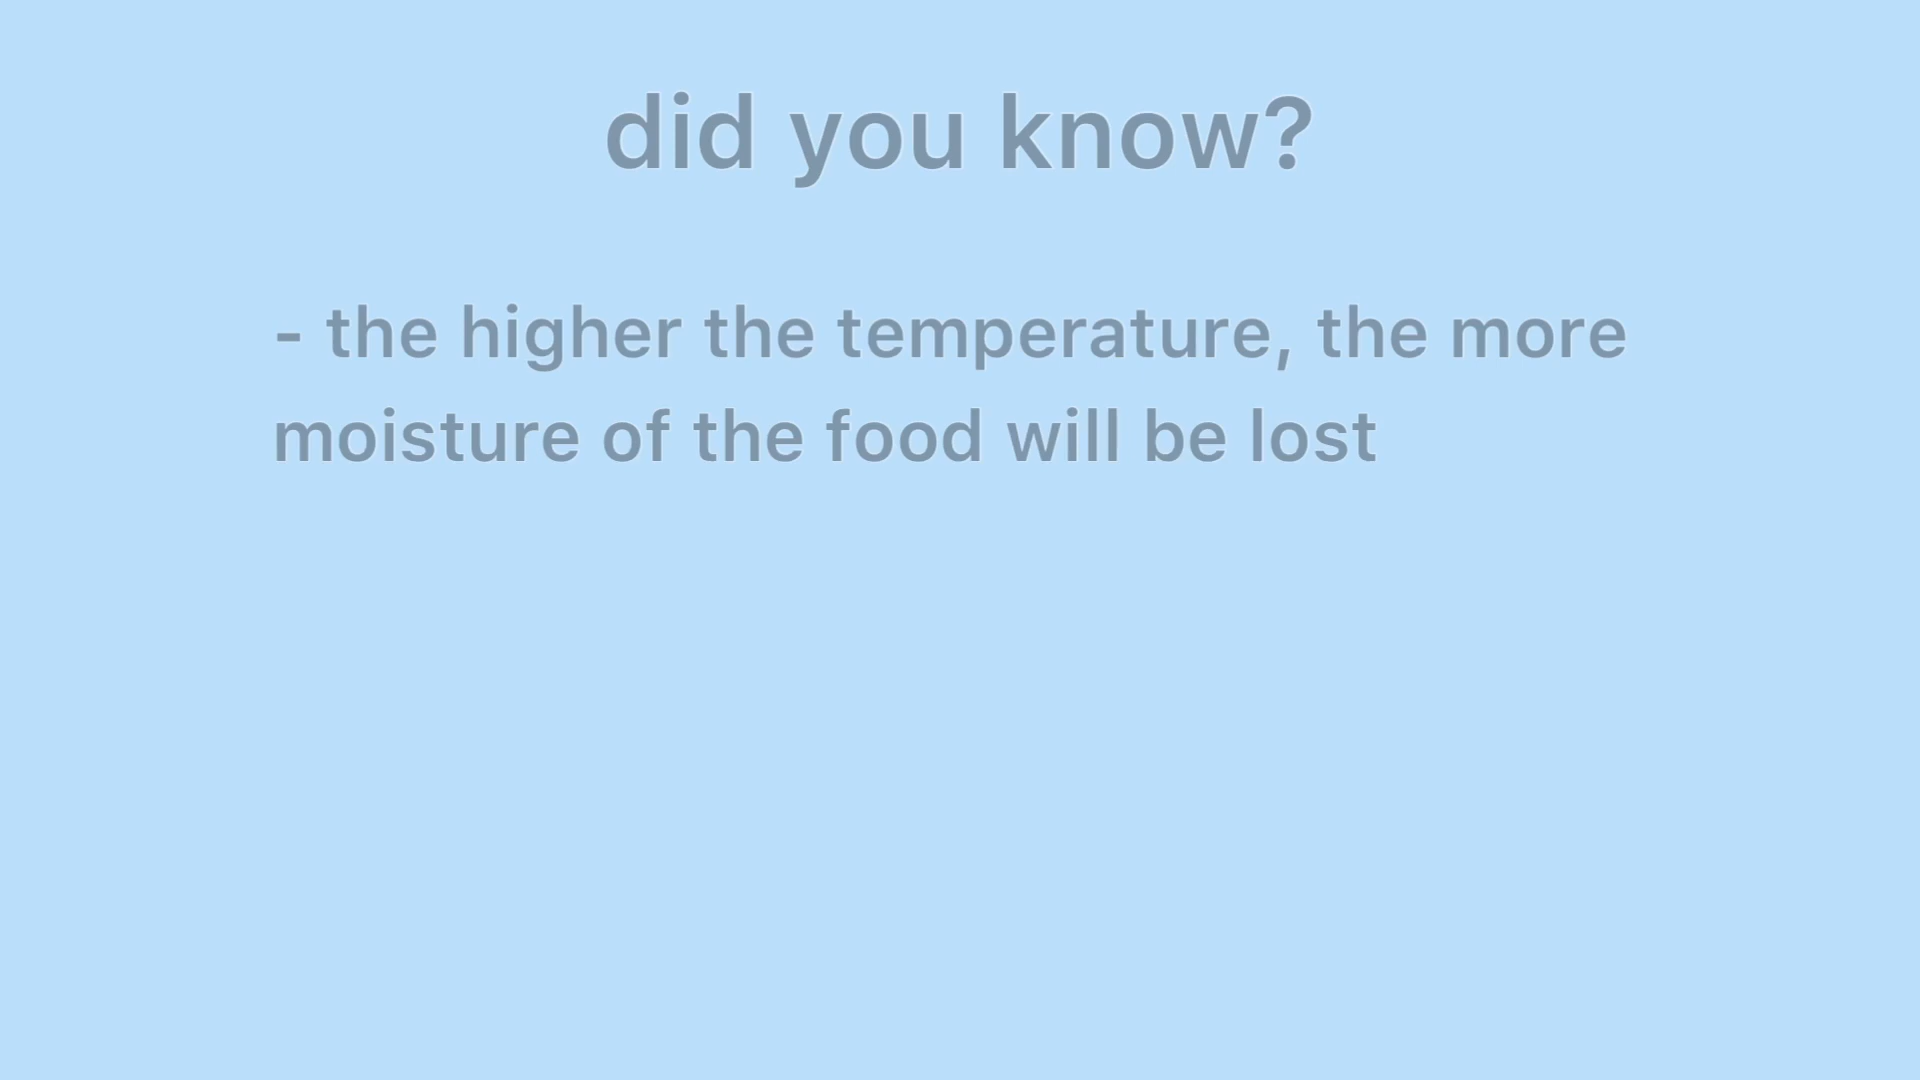 did you know?
- the higher the temperature, the more
moisture of the food will be lost